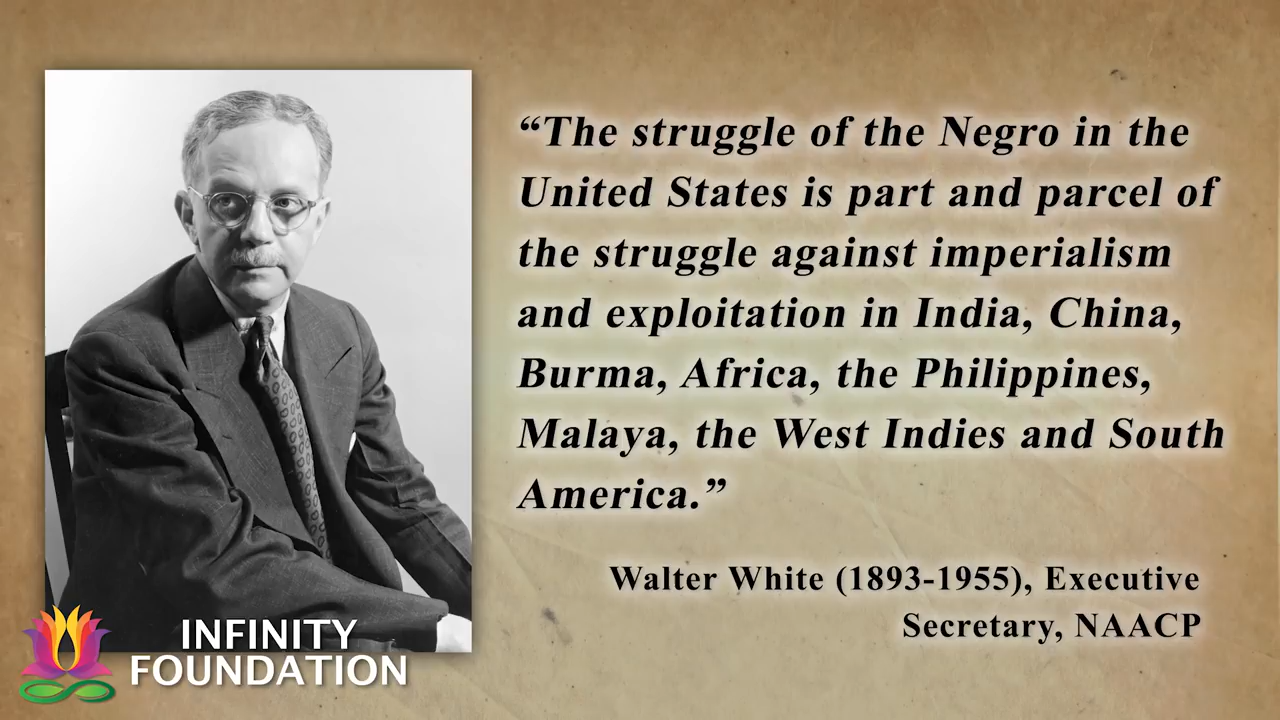 “The struggle of the Negro in the
United States is part and parcel of
the struggle against imperialism
and exploitation in India, China,
Burma, Africa, the Philippines,
Malaya, the West Indies and South
America.”
Walter White (1893-1955), Executive
Secretary, NAACP
INFINITY
FOUNDATION